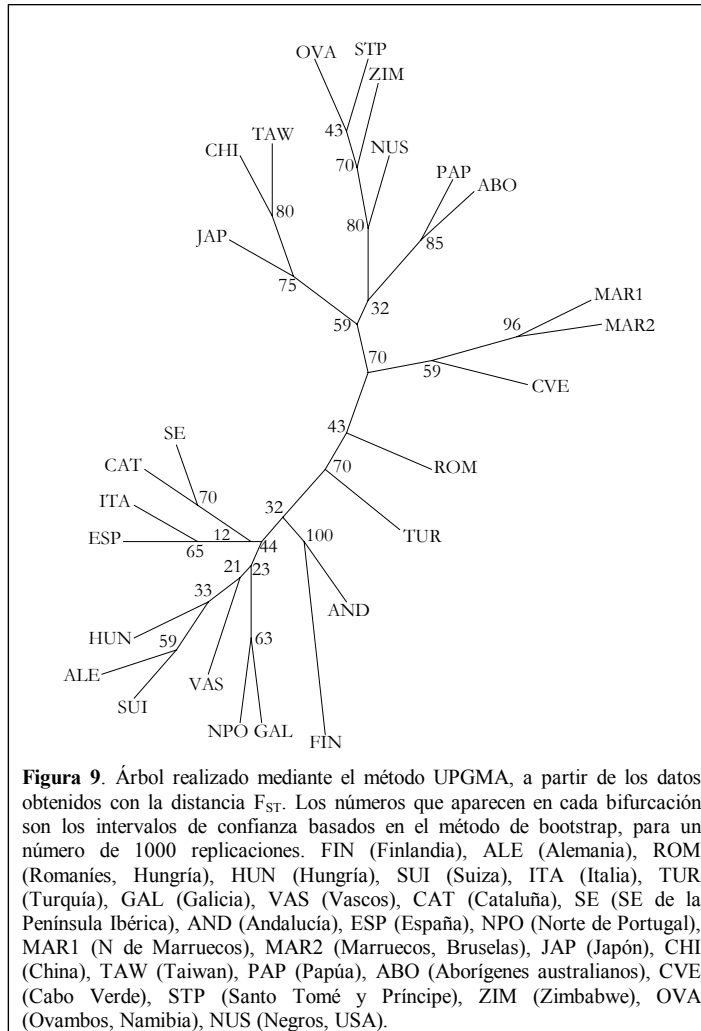 OVA
STP
ZIM
43
TAW
CHI
70
NUS
PAP
ABO
80
80
85
JAP
75
32
59
MAR1
96
MAR2
70
59
CVE
43
SE
ROM
CAT
70
ITA
70
32
TUR
ESP
12
100
65
44
21
23
33
AND
HUN
59
63
ALE
VAS
SUI
NPO
GAL
FIN
Figura 9. Árbol realizado mediante el método UPGMA, a partir de los datos
obtenidos con la distancia FST. Los números que aparecen en cada bifurcación
son los intervalos de confianza basados en el método de bootstrap, para un
número de 1000 replicaciones. FIN (Finlandia), ALE (Alemania), ROM
(Romaníes, Hungría), HUN (Hungría), SUI (Suiza), ITA (Italia), TUR
(Turquía), GAL (Galicia), VAS (Vascos), CAT (Cataluña), SE (SE de la
Península Ibérica), AND (Andalucía), ESP (España), NPO (Norte de Portugal),
MAR1 (N de Marruecos), MAR2 (Marruecos, Bruselas), JAP (Japón), CHI
(China), TAW (Taiwan), PAP (Papúa), ABO (Aborígenes australianos), CVE
(Cabo Verde), STP (Santo Tomé y Príncipe), ZIM (Zimbabwe), OVA
(Ovambos, Namibia), NUS (Negros, USA).